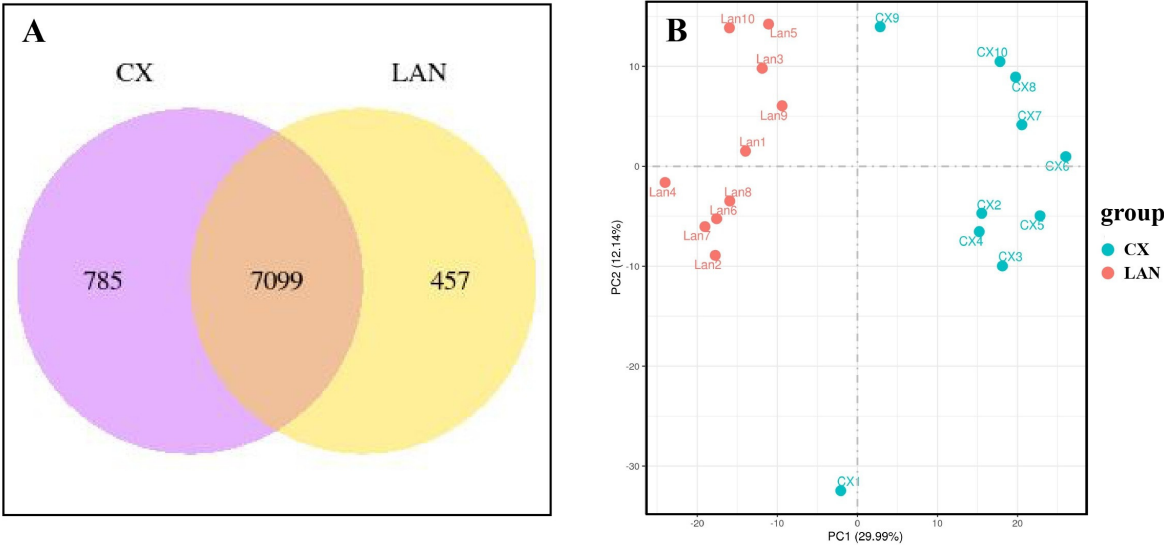 A
CX
LAN
785
7099
457
B
Lan10
Lan5
CX9
Lan3
CX10
CX8
Lan9
CX7
Lan1
CX6
Lan4
Lan8
Lan6
CX2
Lan7
CX4
CX5
Lan2
CX3
CX1
10
0
-10
-20
-30
PC2 (12.14%)
-20
-10
0
10
20
PC1 (29.99%)
group
CX
LAN